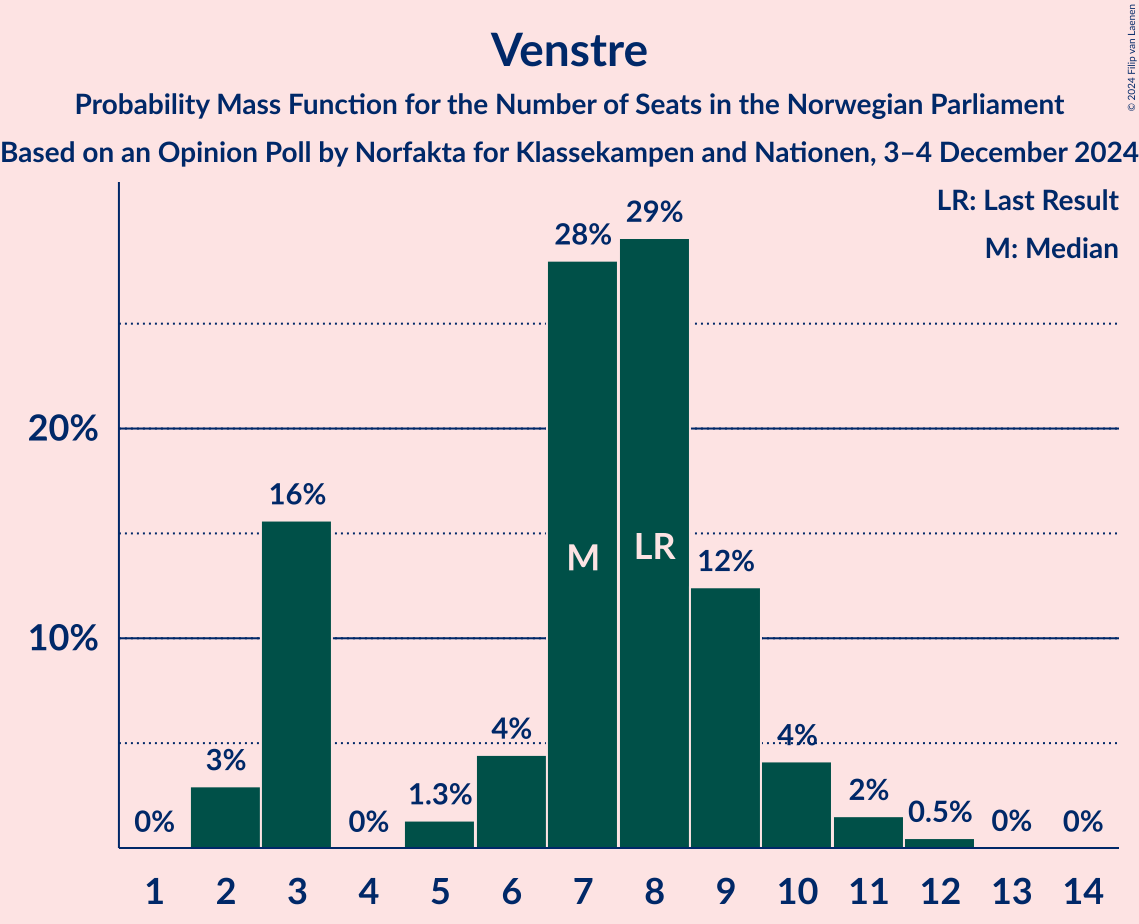 Venstre
Probability Mass Function for the Number of Seats in the Norwegian Parliament
Based on an Opinion Poll by Norfakta for Klassekampen and Nationen, 3–4 December 2024
© 2024 Filip van Laenen
LR: Last Result
M: Median
29%
28%
20%
16%
M
LR
12%
10%
4%
4%
3%
1.3%
2%
0.5%
0%
0%
0%
0%
1 2 3 4 5 6 7 8 9 10 11 12 13 14